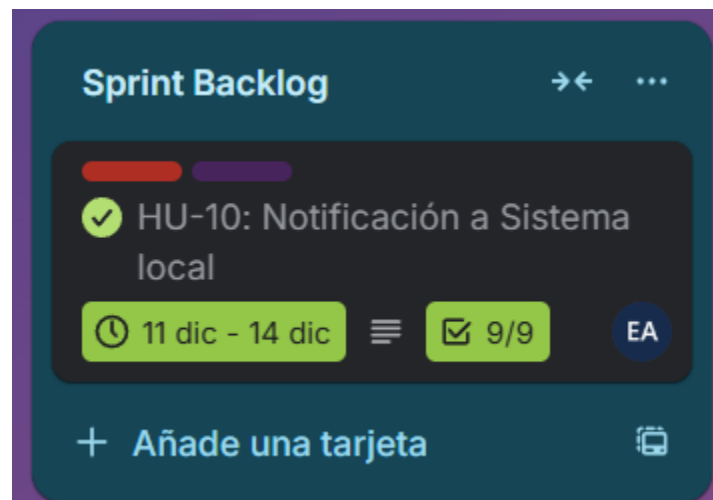 Sprint Backlog
HU-10: Notificación a Sistema
local
11 dic - 14 dic 9/9 EA
Añade una tarjeta